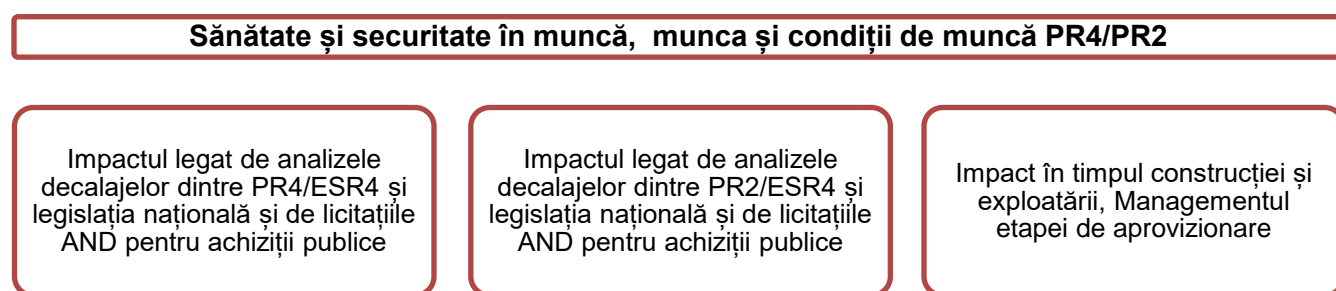 Sănătate și securitate în muncă, munca și condiții de muncă PR4/PR2
Impactul legat de analizele
decalajelor dintre PR4/ESR4 și
legislația națională și de licitațiile
AND pentru achiziții publice
Impactul legat de analizele
decalajelor dintre PR2/ESR4 și
legislația națională și de licitațiile
AND pentru achiziții publice
Impact în timpul construcției și
exploatării, Managementul
etapei de aprovizionare